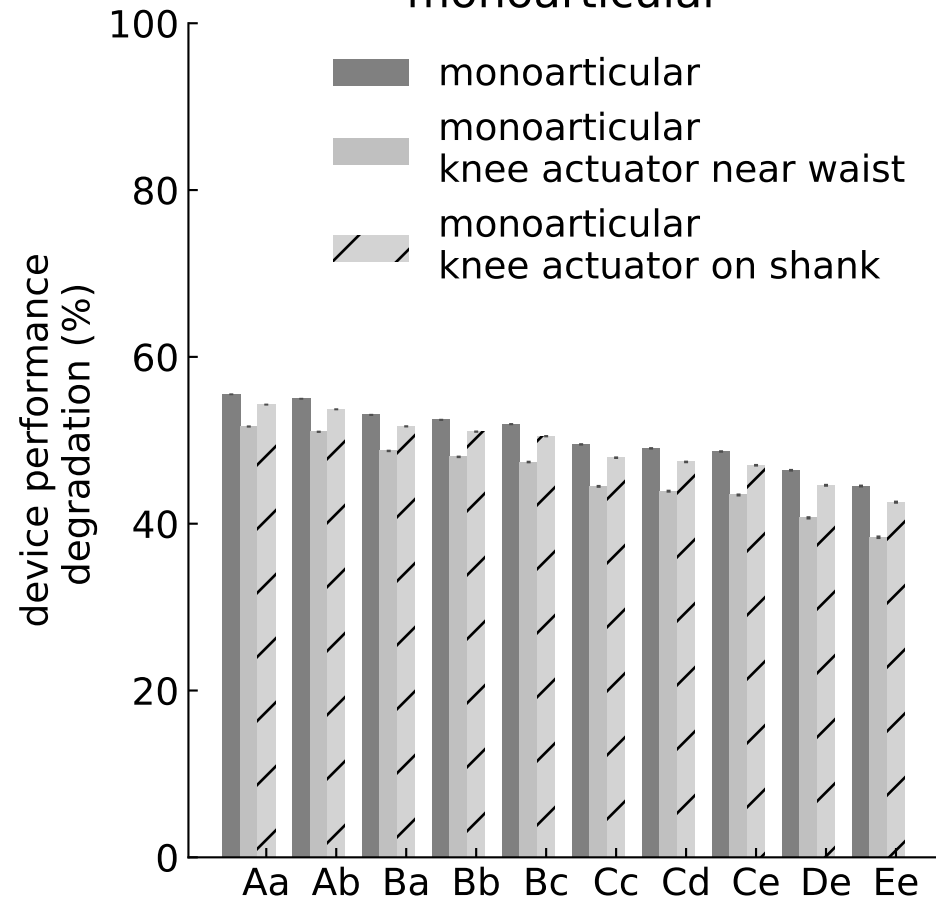 monoarticular
100
80
60
40
20
0
device performance
degradation (%)
monoarticular
monoarticular
knee actuator near waist
monoarticular
knee actuator on shank
Aa Ab Ba Bb Bc Cc Cd Ce De Ee